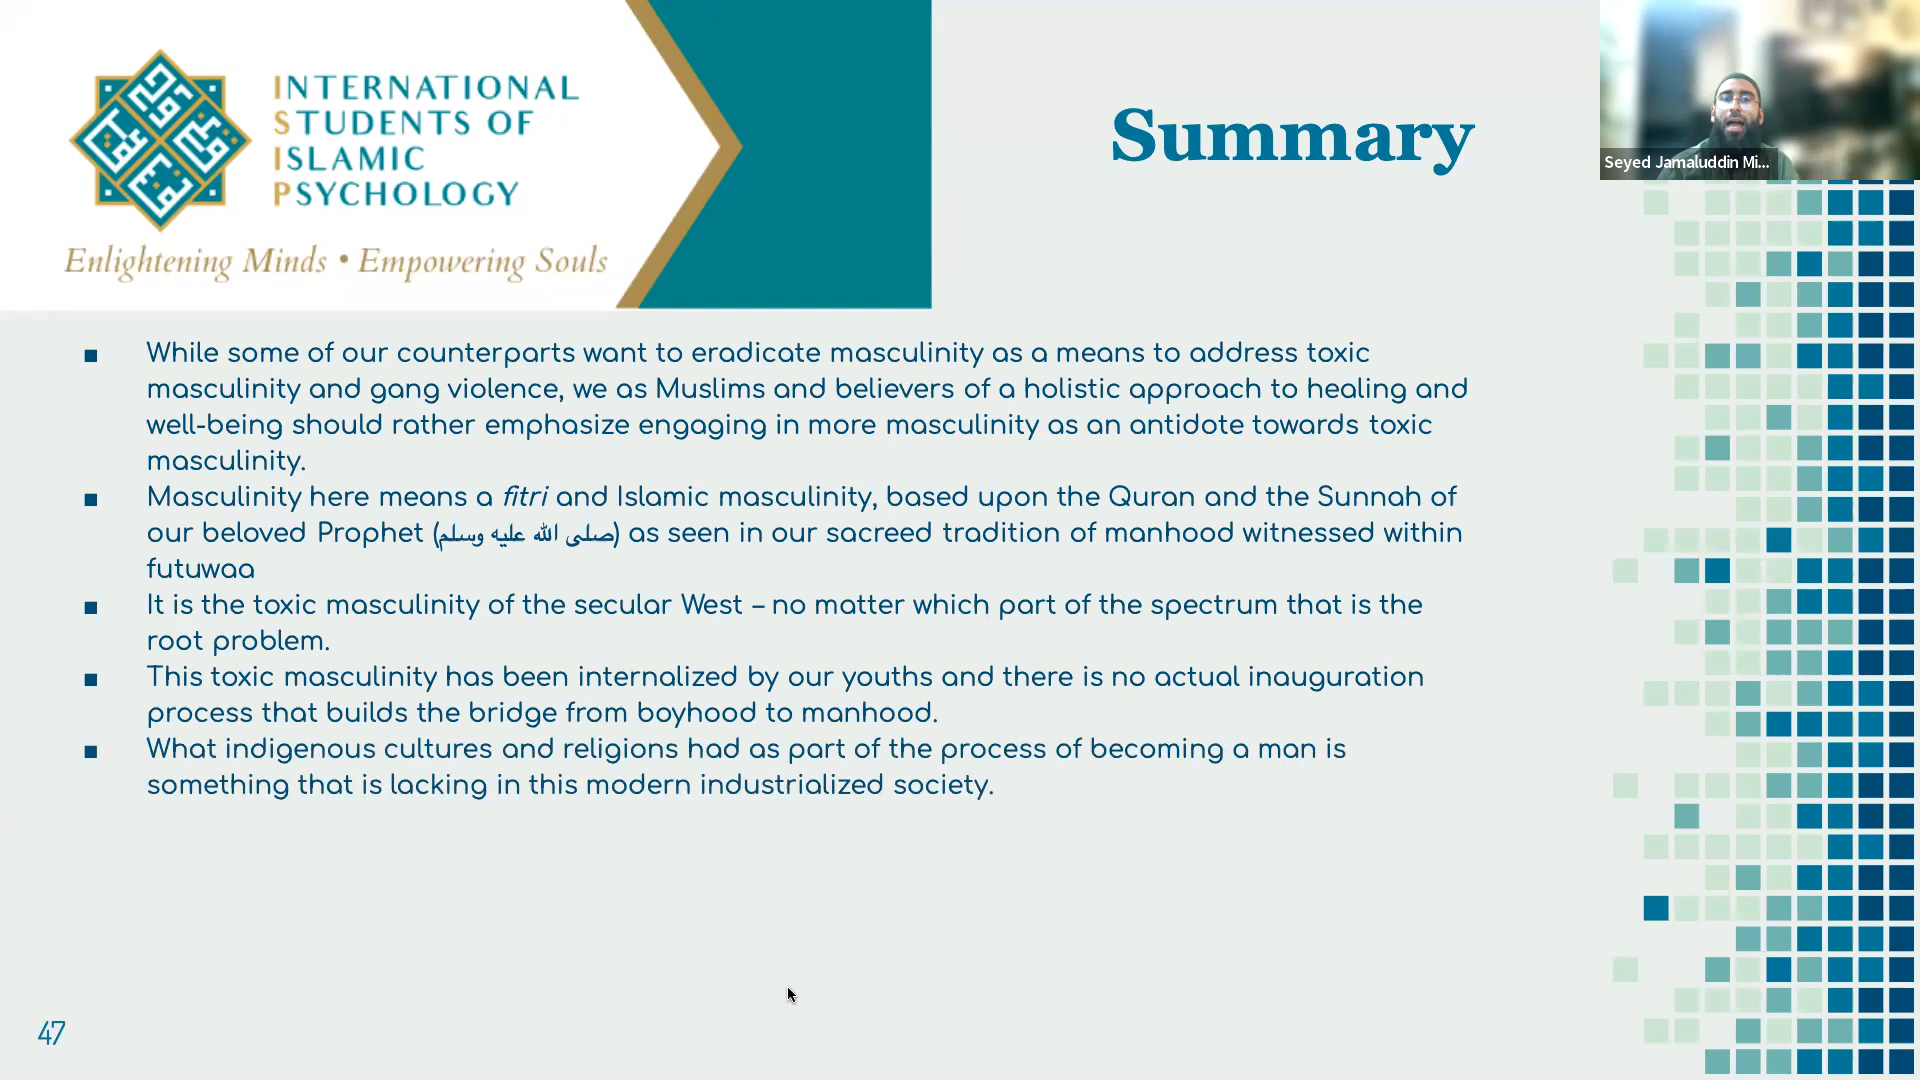 INTERNATIONAL
STUDENTS OF
ISLAMIC
PSYCHOLOGY
Enlightening Minds • Empowering Souls
Summary
Seyed Jamaluddin Mi...
■ While some of our counterparts want to eradicate masculinity as a means to address toxic
masculinity and gang violence, we as Muslims and believers of a holistic approach to healing and
well-being should rather emphasize engaging in more masculinity as an antidote towards toxic
masculinity.
■ Masculinity here means a fitri and Islamic masculinity, based upon the Quran and the Sunnah of
our beloved Prophet (صلى الله عليه وسلم) as seen in our sacreed tradition of manhood witnessed within
futuwaa
■ It is the toxic masculinity of the secular West – no matter which part of the spectrum that is the
root problem.
■ This toxic masculinity has been internalized by our youths and there is no actual inauguration
process that builds the bridge from boyhood to manhood.
■ What indigenous cultures and religions had as part of the process of becoming a man is
something that is lacking in this modern industrialized society.
47